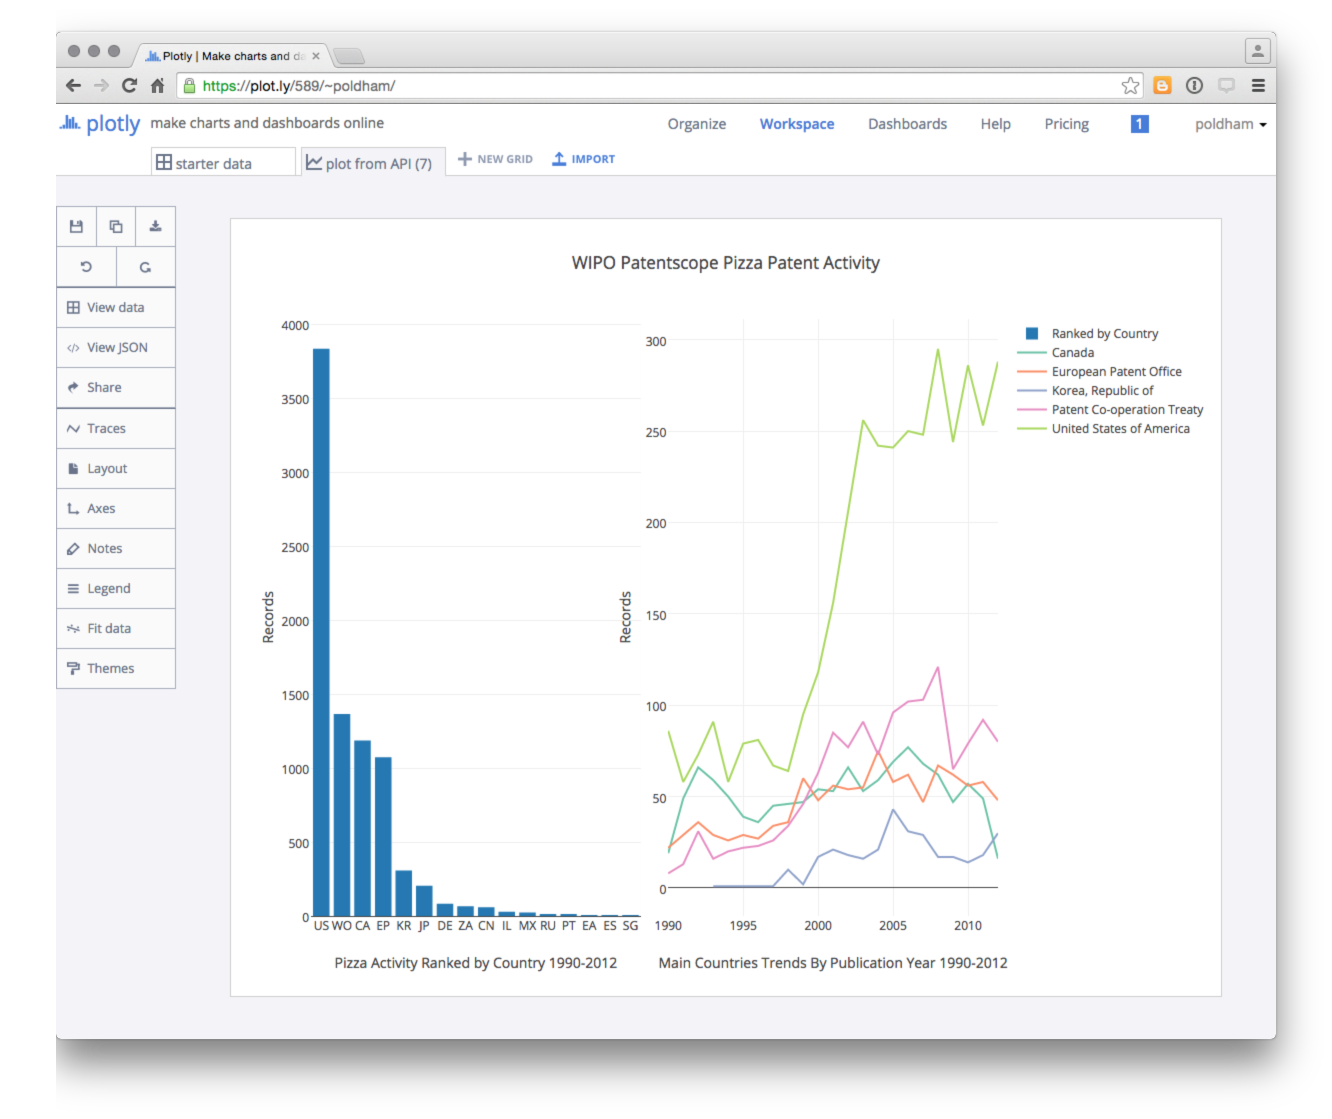 Plotly | Make charts and da
https://plot.ly/589/~poldham/
plotly make charts and dashboards online Organize Workspace Dashboards Help Pricing 1 poldham
starter data plot from API (7) NEW GRID IMPORT
View data
</> View JSON
Share
Traces
Layout
Axes
Notes
Legend
Fit data
Themes
WIPO Patentscope Pizza Patent Activity
4000
3500
3000
2500
2000
1500
1000
500
0
Records
US WO CA EP KR JP DE ZA CN IL MX RU PT EA ES SG
Pizza Activity Ranked by Country 1990-2012
300
250
200
150
100
50
0
Records
1990 1995 2000 2005 2010
Main Countries Trends By Publication Year 1990-2012
Ranked by Country
Canada
European Patent Office
Korea, Republic of
Patent Co-operation Treaty
United States of America